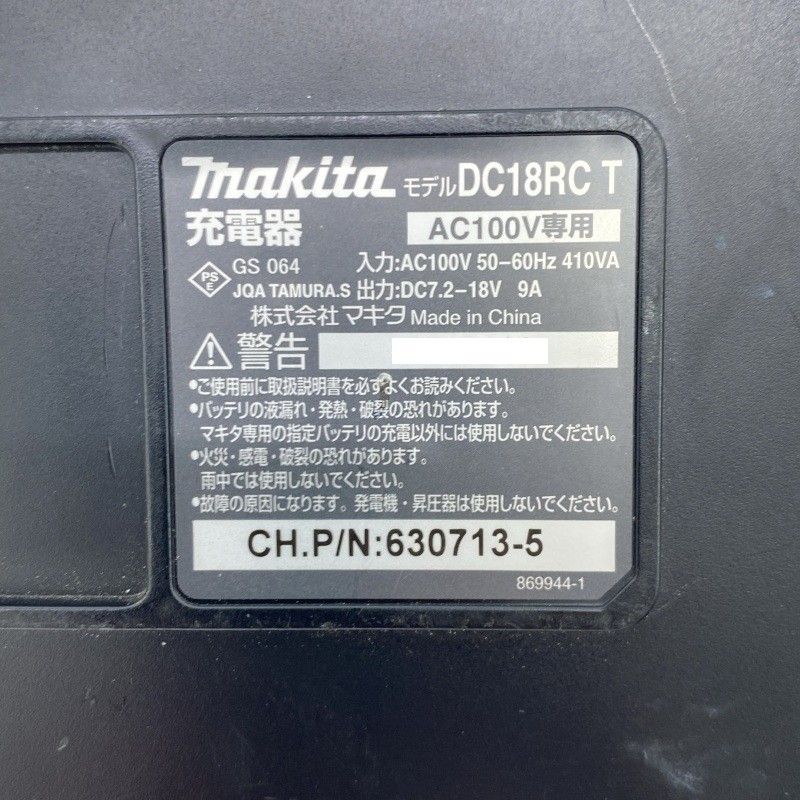 makita モデル DC18RC T
充電器 AC100V専用
PSE GS 064 入力:AC100V 50-60Hz 410VA
JQA TAMURA.S 出力:DC7.2-18V 9A
株式会社マキタ Made in China
警告
•ご使用前に取扱説明書を必ずよくお読みください。
•バッテリの液漏れ・発熱・破裂の恐れがあります。
マキタ専用の指定バッテリの充電以外には使用しないでください。
•火災・感電・破裂の恐れがあります。
雨中では使用しないでください。
•故障の原因になります。発電機・昇圧器は使用しないでください。
CH.P/N:630713-5
869944-1